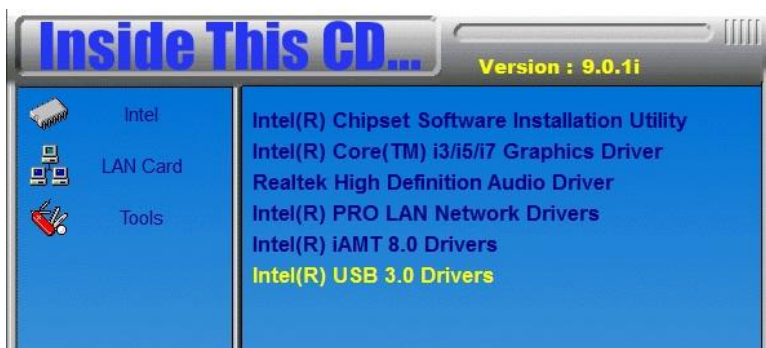 Inside This CD...
Version : 9.0.1i
Intel
LAN Card
Tools
Intel(R) Chipset Software Installation Utility
Intel(R) Core(TM) i3/i5/i7 Graphics Driver
Realtek High Definition Audio Driver
Intel(R) PRO LAN Network Drivers
Intel(R) iAMT 8.0 Drivers
Intel(R) USB 3.0 Drivers